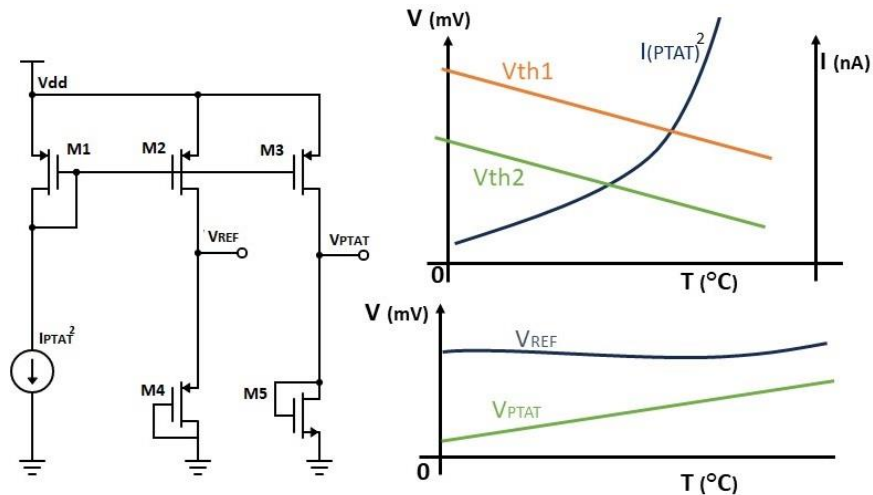 Vdd
M1
M2
M3
VREF
VPTAT
IPTAT²
M4
M5
V (mV)
I(PTAT)²
I (nA)
Vth1
Vth2
0
T (°C)
V (mV)
VREF
VPTAT
0
T (°C)